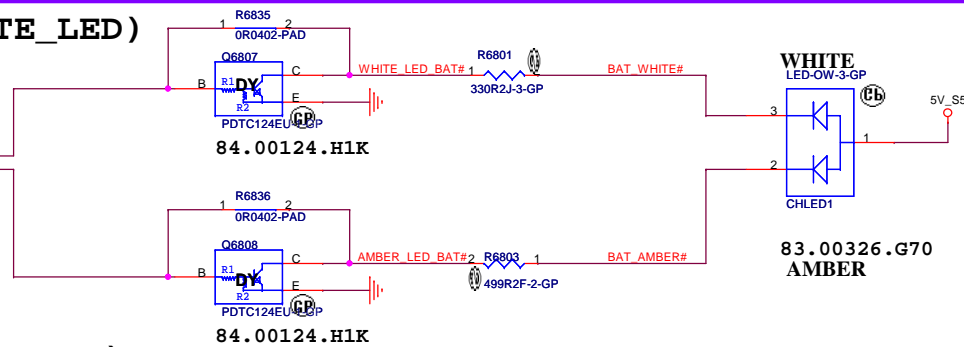 TE_LED)
R6835
1 2
0R0402-PAD
Q6807
B R1 DY C
R2 E
PDTC124EU-1-GP
84.00124.H1K
WHITE_LED_BAT# 1
R6801
330R2J-3-GP
BAT_WHITE#
WHITE
LED-OW-3-GP
3
2
1
5V_S5
CHLED1
83.00326.G70
AMBER
R6836
1 2
0R0402-PAD
Q6808
B R1 DY C
R2 E
PDTC124EU-1-GP
84.00124.H1K
AMBER_LED_BAT# 2
R6803
1
499R2F-2-GP
BAT_AMBER#